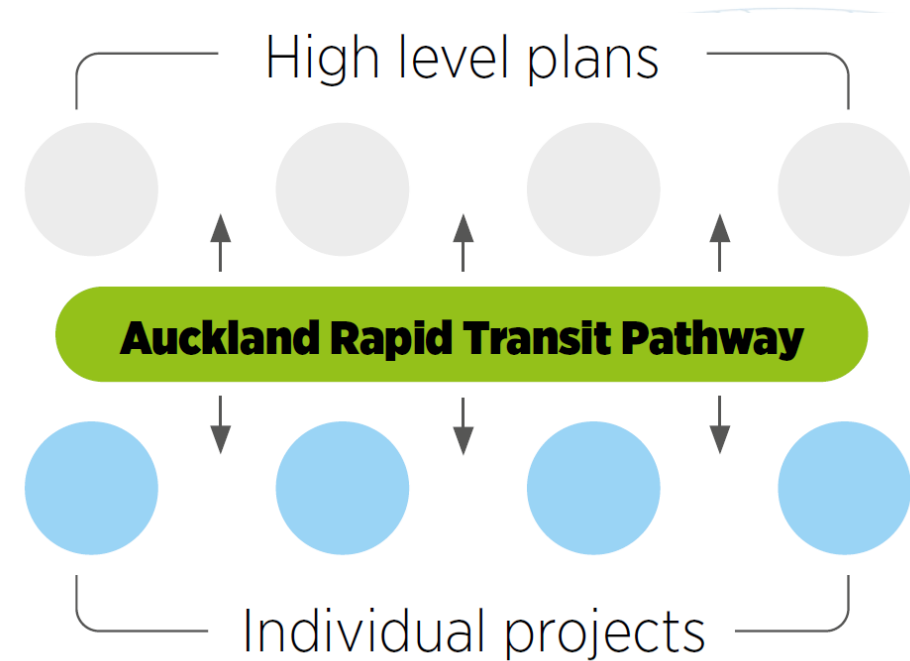 High level plans
Auckland Rapid Transit Pathway
Individual projects